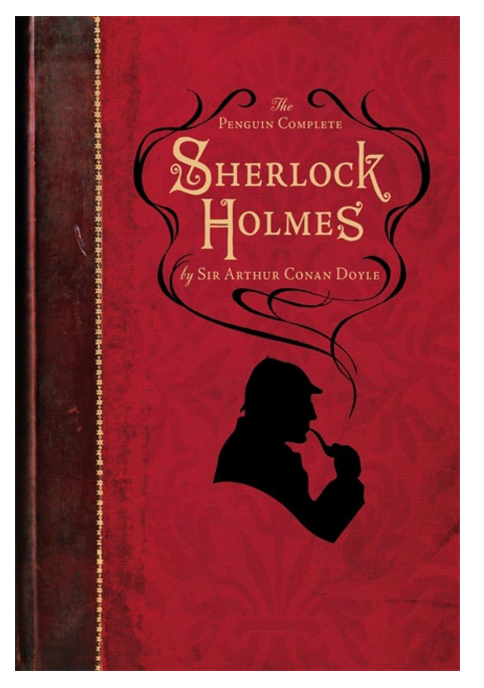 The
PENGUIN COMPLETE
SHERLOCK
HOLMES
by SIR ARTHUR CONAN DOYLE